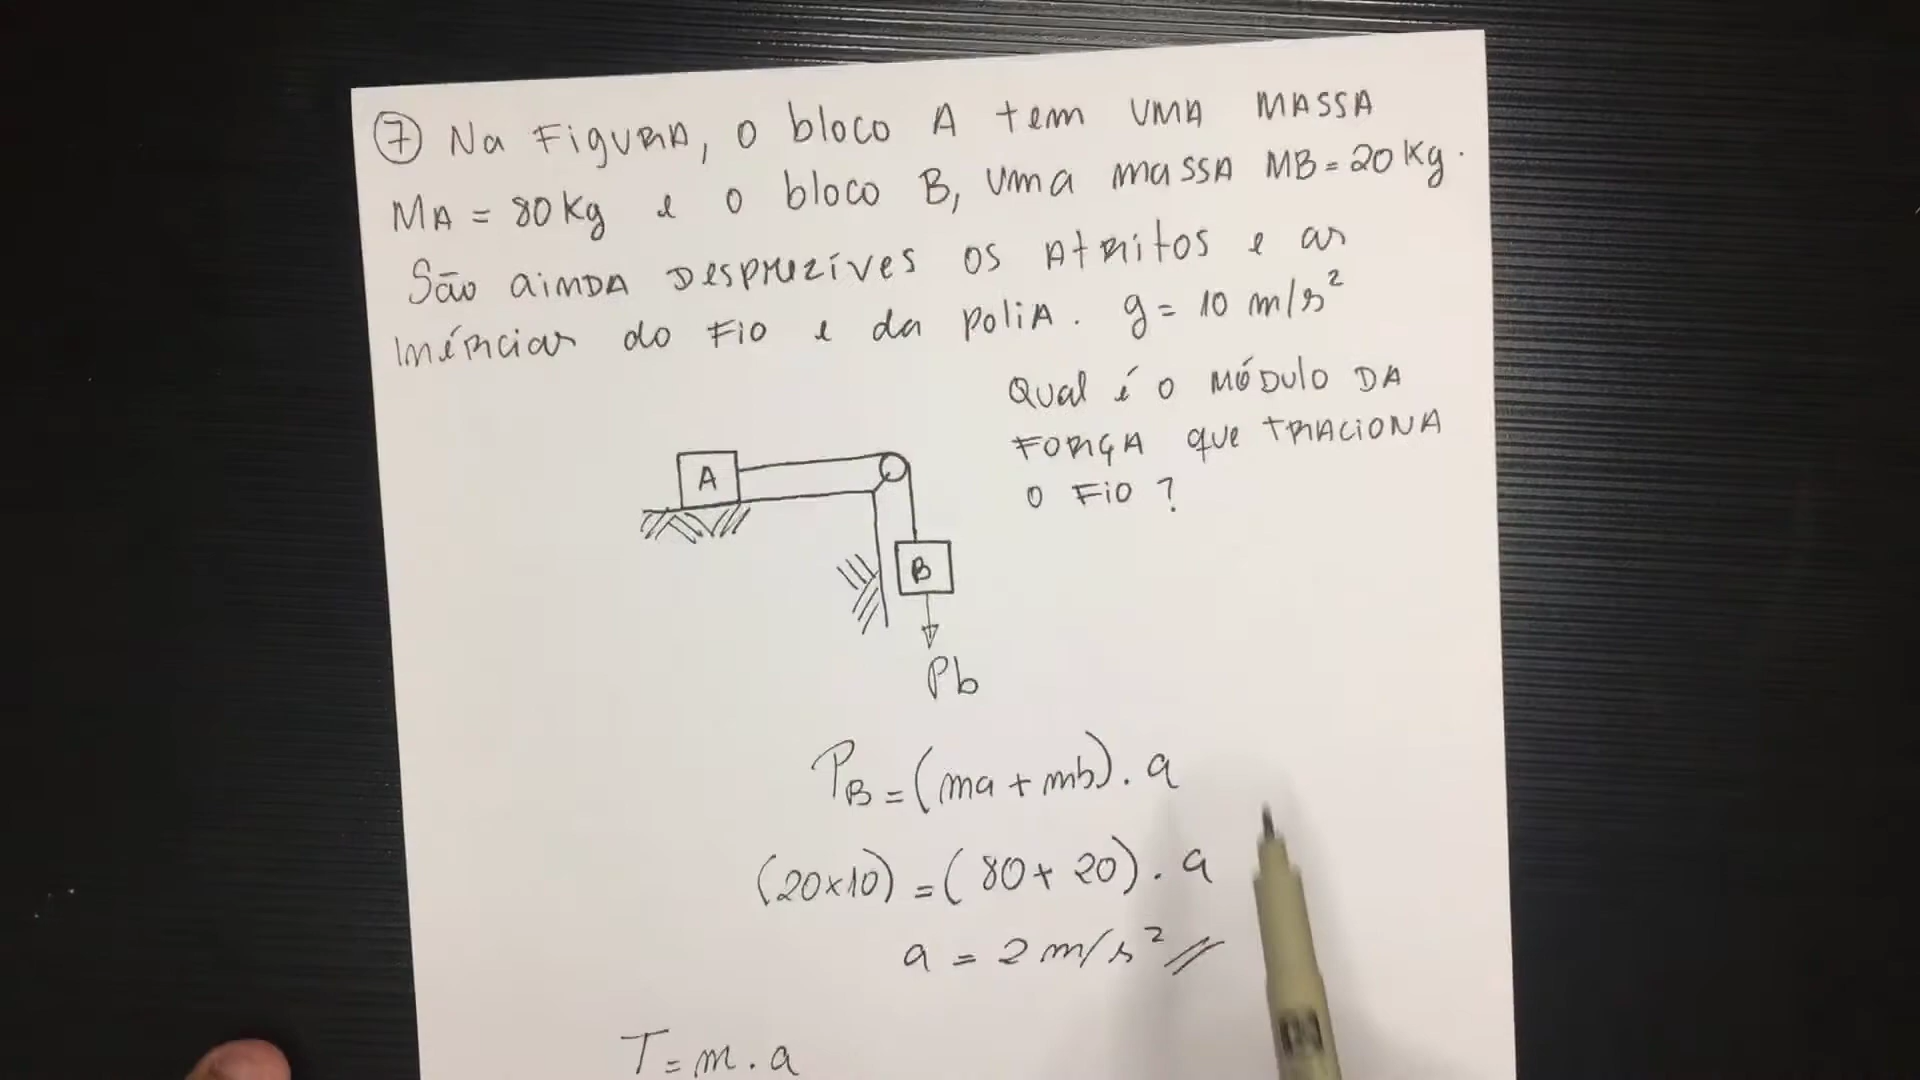 7 Na Figura, o bloco A tem UMA MASSA
MA = 80 Kg e o bloco B, uma massa MB = 20 Kg.
São ainda desprezíves os Atritos e as
inércias do Fio e da poliA. g = 10 m/s²
Qual é o MÓDULO DA
FORÇA que TRACIONA
o Fio?
A
B
Pb
PB = (ma + mb) . a
(20x10) = (80 + 20) . a
a = 2 m/s²
T = m . a